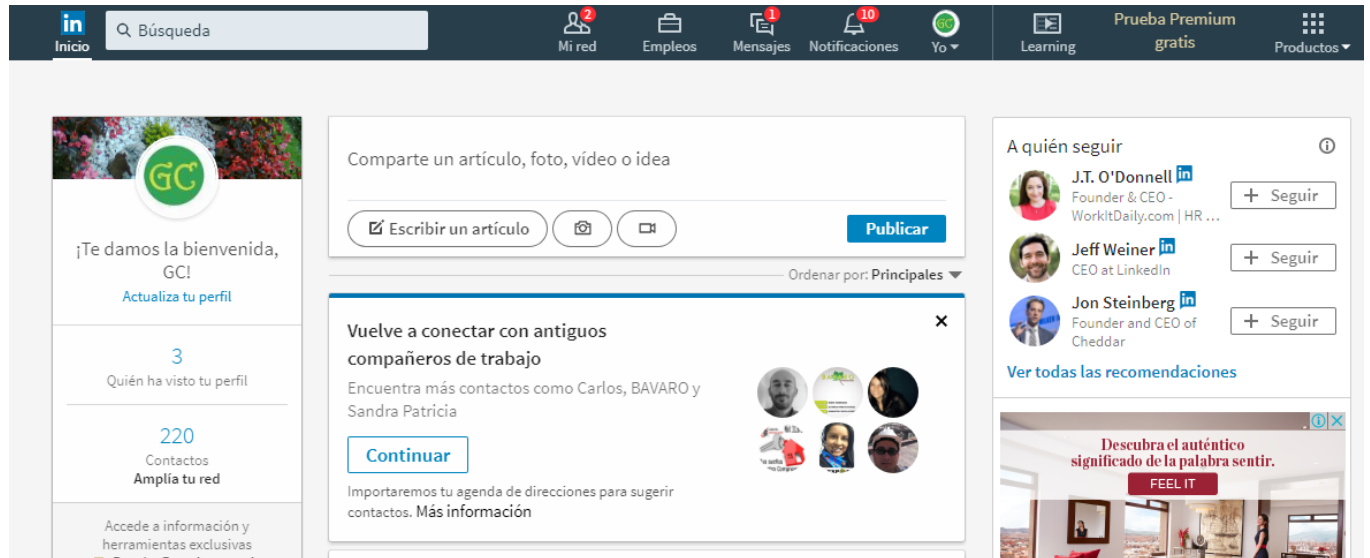 in
Inicio
Búsqueda
2
Mi red
Empleos
1
Mensajes
10
Notificaciones
GC
Yo
Learning
Prueba Premium
gratis
Productos
GC
¡Te damos la bienvenida,
GC!
Actualiza tu perfil
3
Quién ha visto tu perfil
220
Contactos
Amplía tu red
Accede a información y
herramientas exclusivas
Comparte un artículo, foto, vídeo o idea
Escribir un artículo
Publicar
Ordenar por: Principales
Vuelve a conectar con antiguos
compañeros de trabajo
Encuentra más contactos como Carlos, BAVARO y
Sandra Patricia
Continuar
Importaremos tu agenda de direcciones para sugerir
contactos. Más información
A quién seguir
J.T. O'Donnell in
Founder & CEO -
WorkItDaily.com | HR ...
+ Seguir
Jeff Weiner in
CEO at LinkedIn
+ Seguir
Jon Steinberg in
Founder and CEO of
Cheddar
+ Seguir
Ver todas las recomendaciones
Descubra el auténtico
significado de la palabra sentir.
FEEL IT